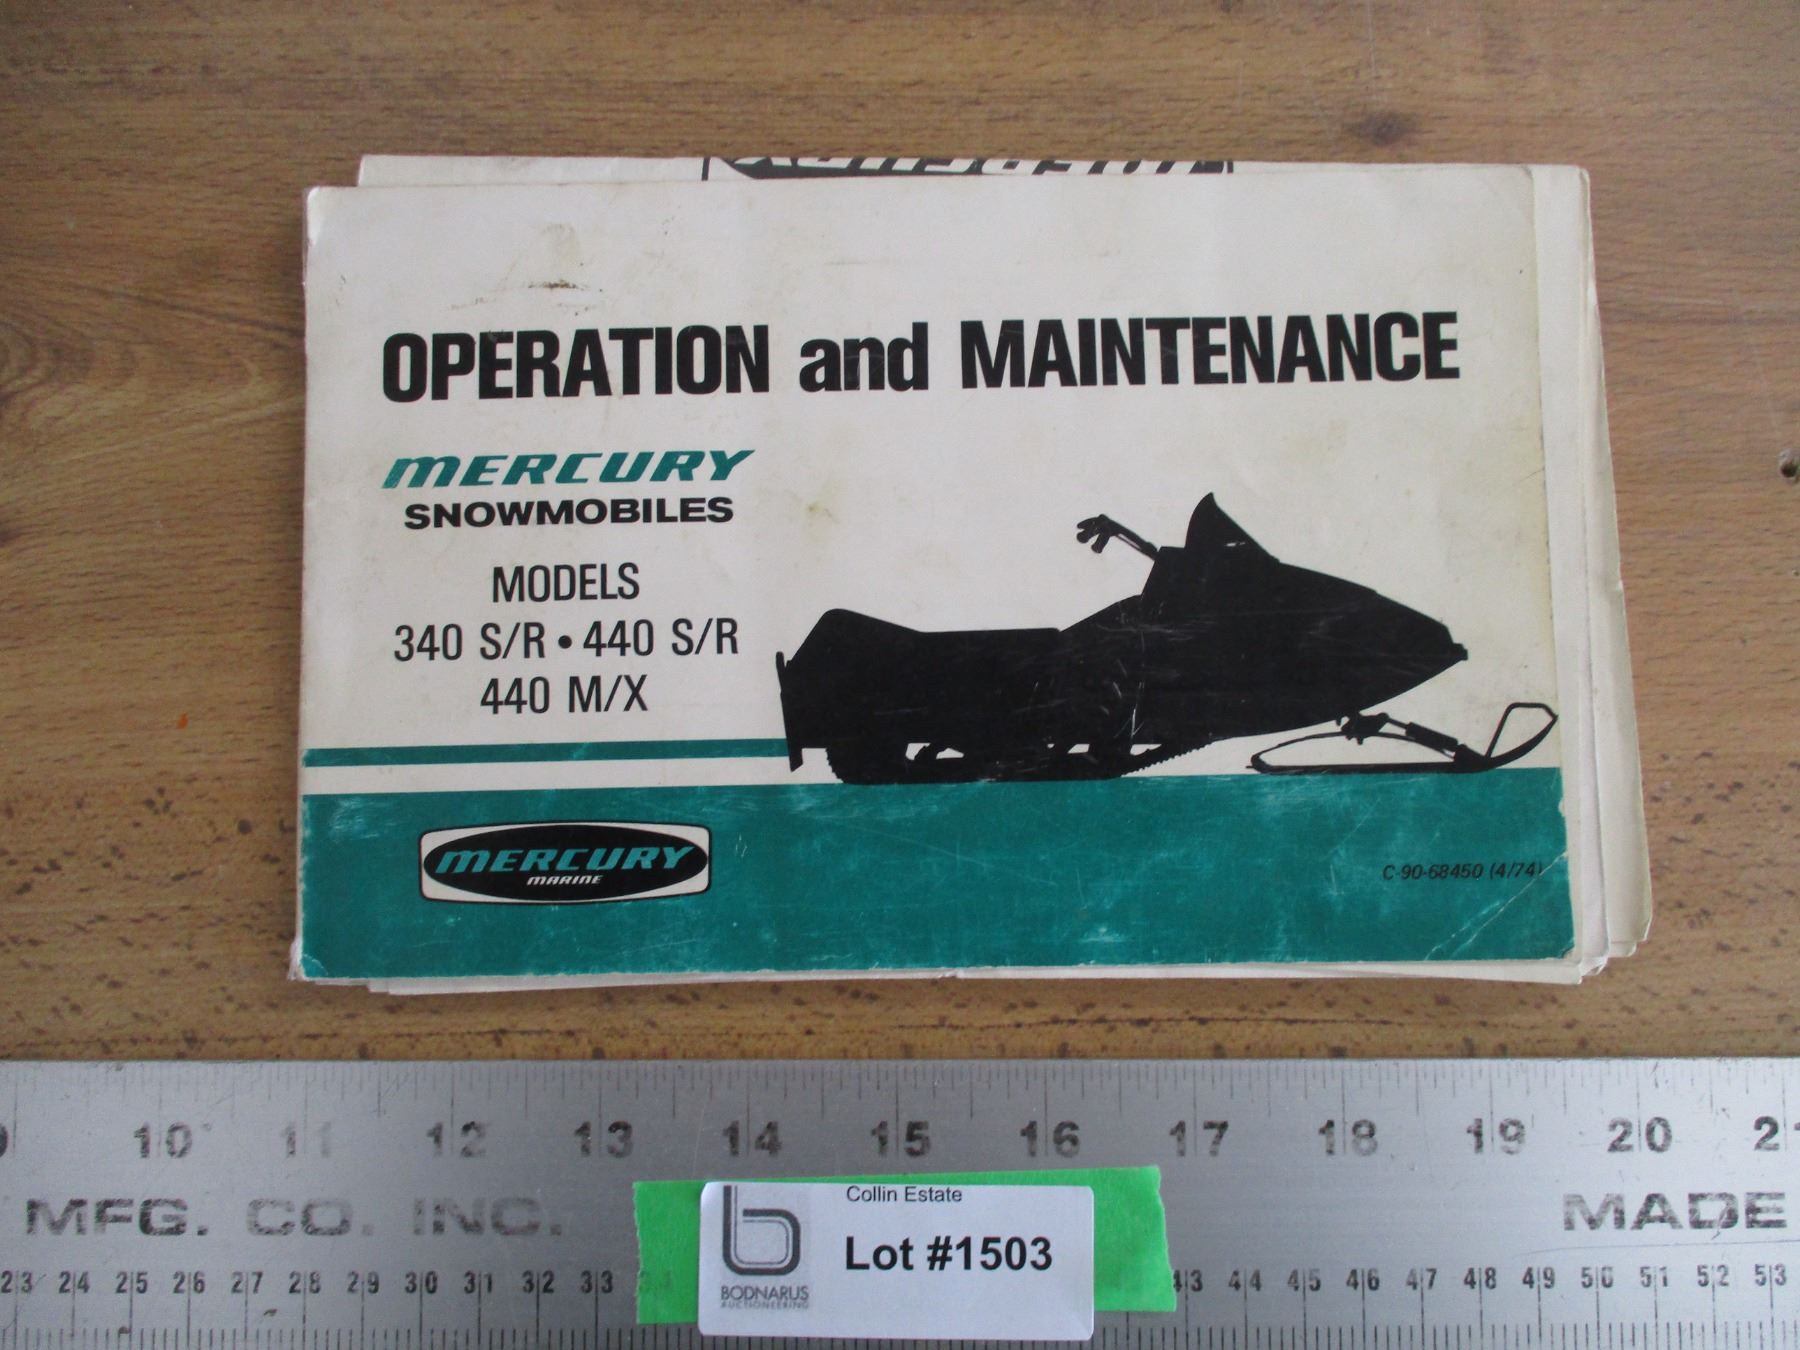 OPERATION and MAINTENANCE
MERCURY
SNOWMOBILES
MODELS
340 S/R • 440 S/R
440 M/X
MERCURY
MARINE
C-90-68450 (4/74)
10 11 12 13 14 15 16 17 18 19 20
MFG. CO. INC. MADE
Collin Estate
Lot #1503
BODNARUS
AUCTIONEERING
23 24 25 26 27 28 29 30 31 32 33 43 44 45 46 47 48 49 50 51 52 53